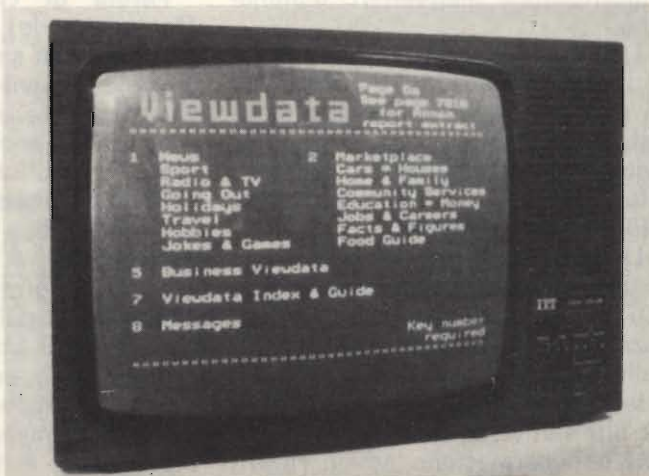 Viewdata
Page 0a
See page 7816
for Annan
report extract
1 News
Sport
Radio & TV
Going Out
Holidays
Travel
Hobbies
Jokes & Games
2 Marketplace
Cars * Houses
Home & Family
Community Services
Education * Money
Jobs & Careers
Facts & Figures
Food Guide
5 Business Viewdata
7 Viewdata Index & Guide
8 Messages
Key number
required
ITT